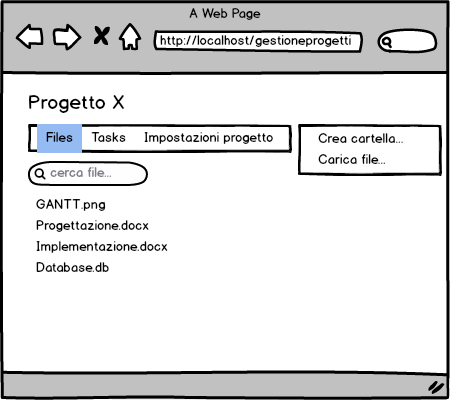 A Web Page
http://localhost/gestioneprogetti
Progetto X
Files Tasks Impostazioni progetto
Crea cartella...
Carica file...
cerca file...
GANTT.png
Progettazione.docx
Implementazione.docx
Database.db